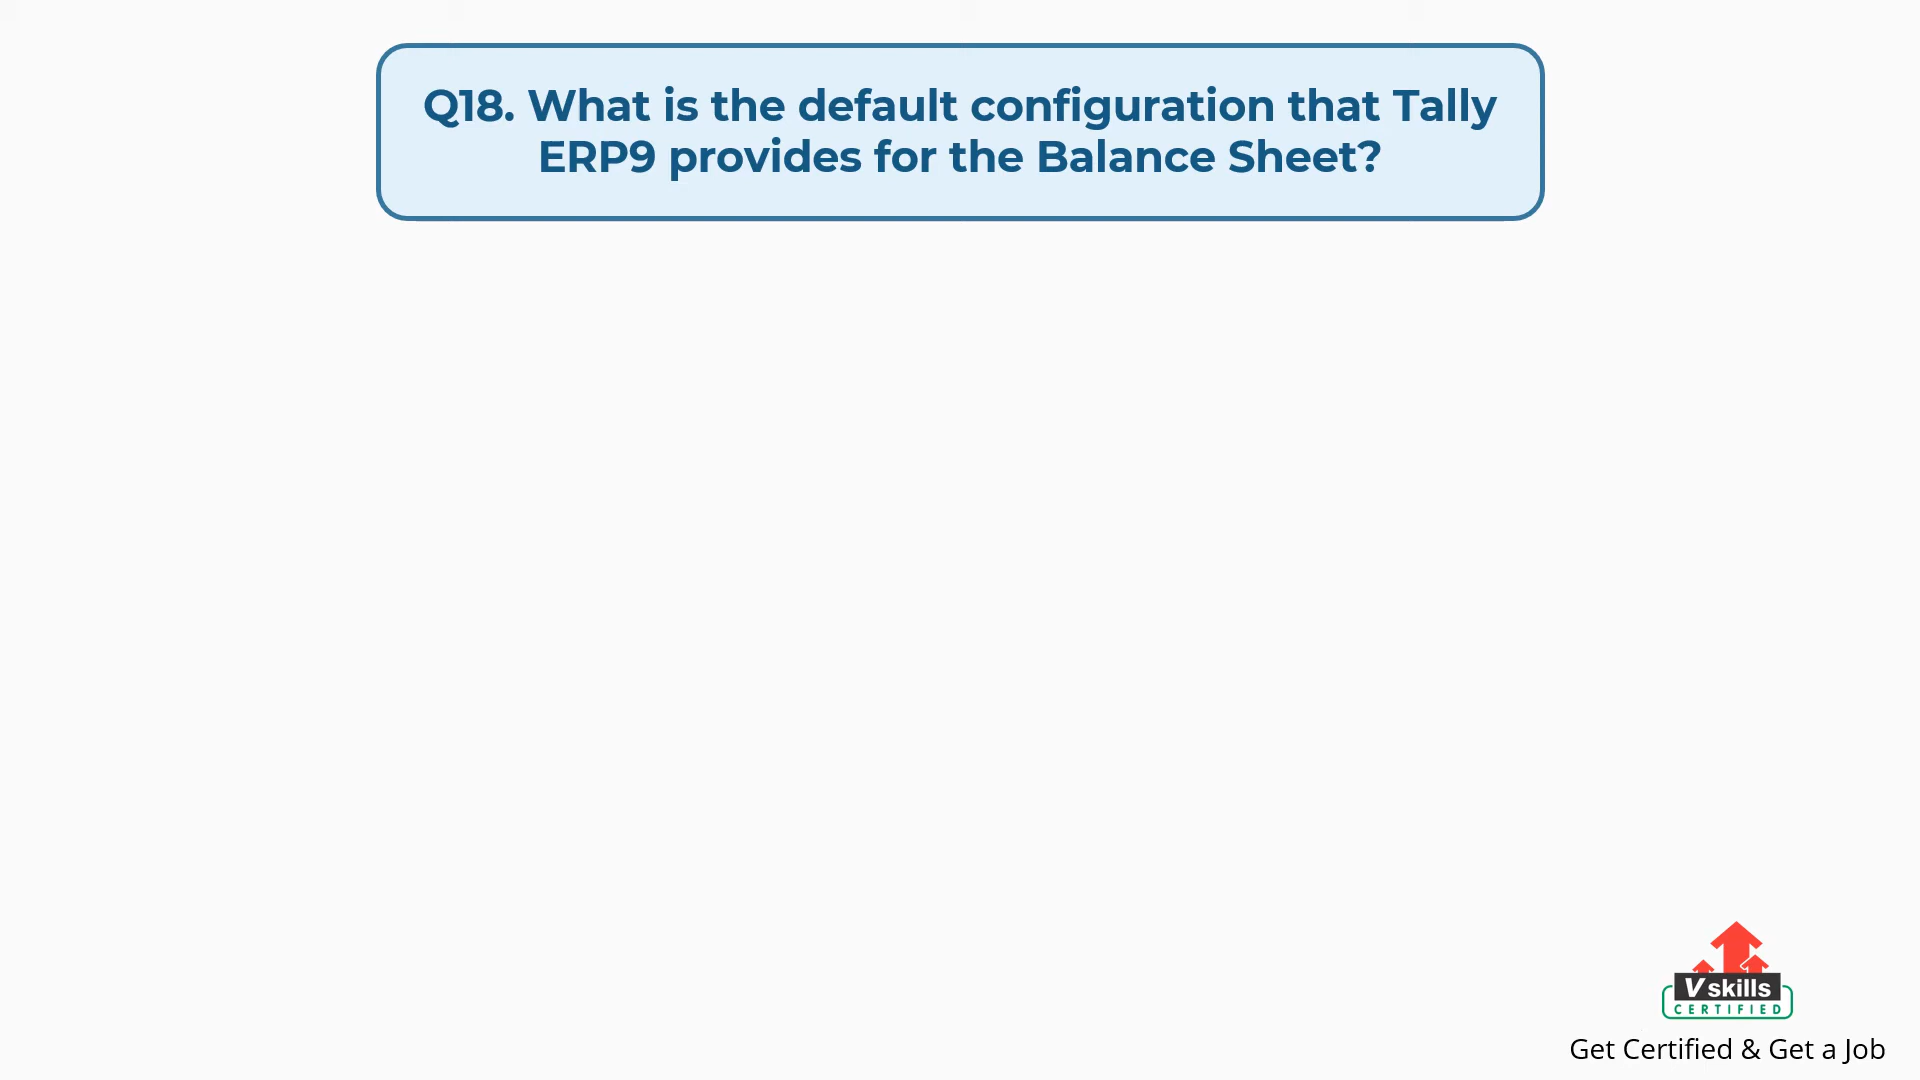 Q18. What is the default configuration that Tally
ERP9 provides for the Balance Sheet?
Vskills
CERTIFIED
Get Certified & Get a Job